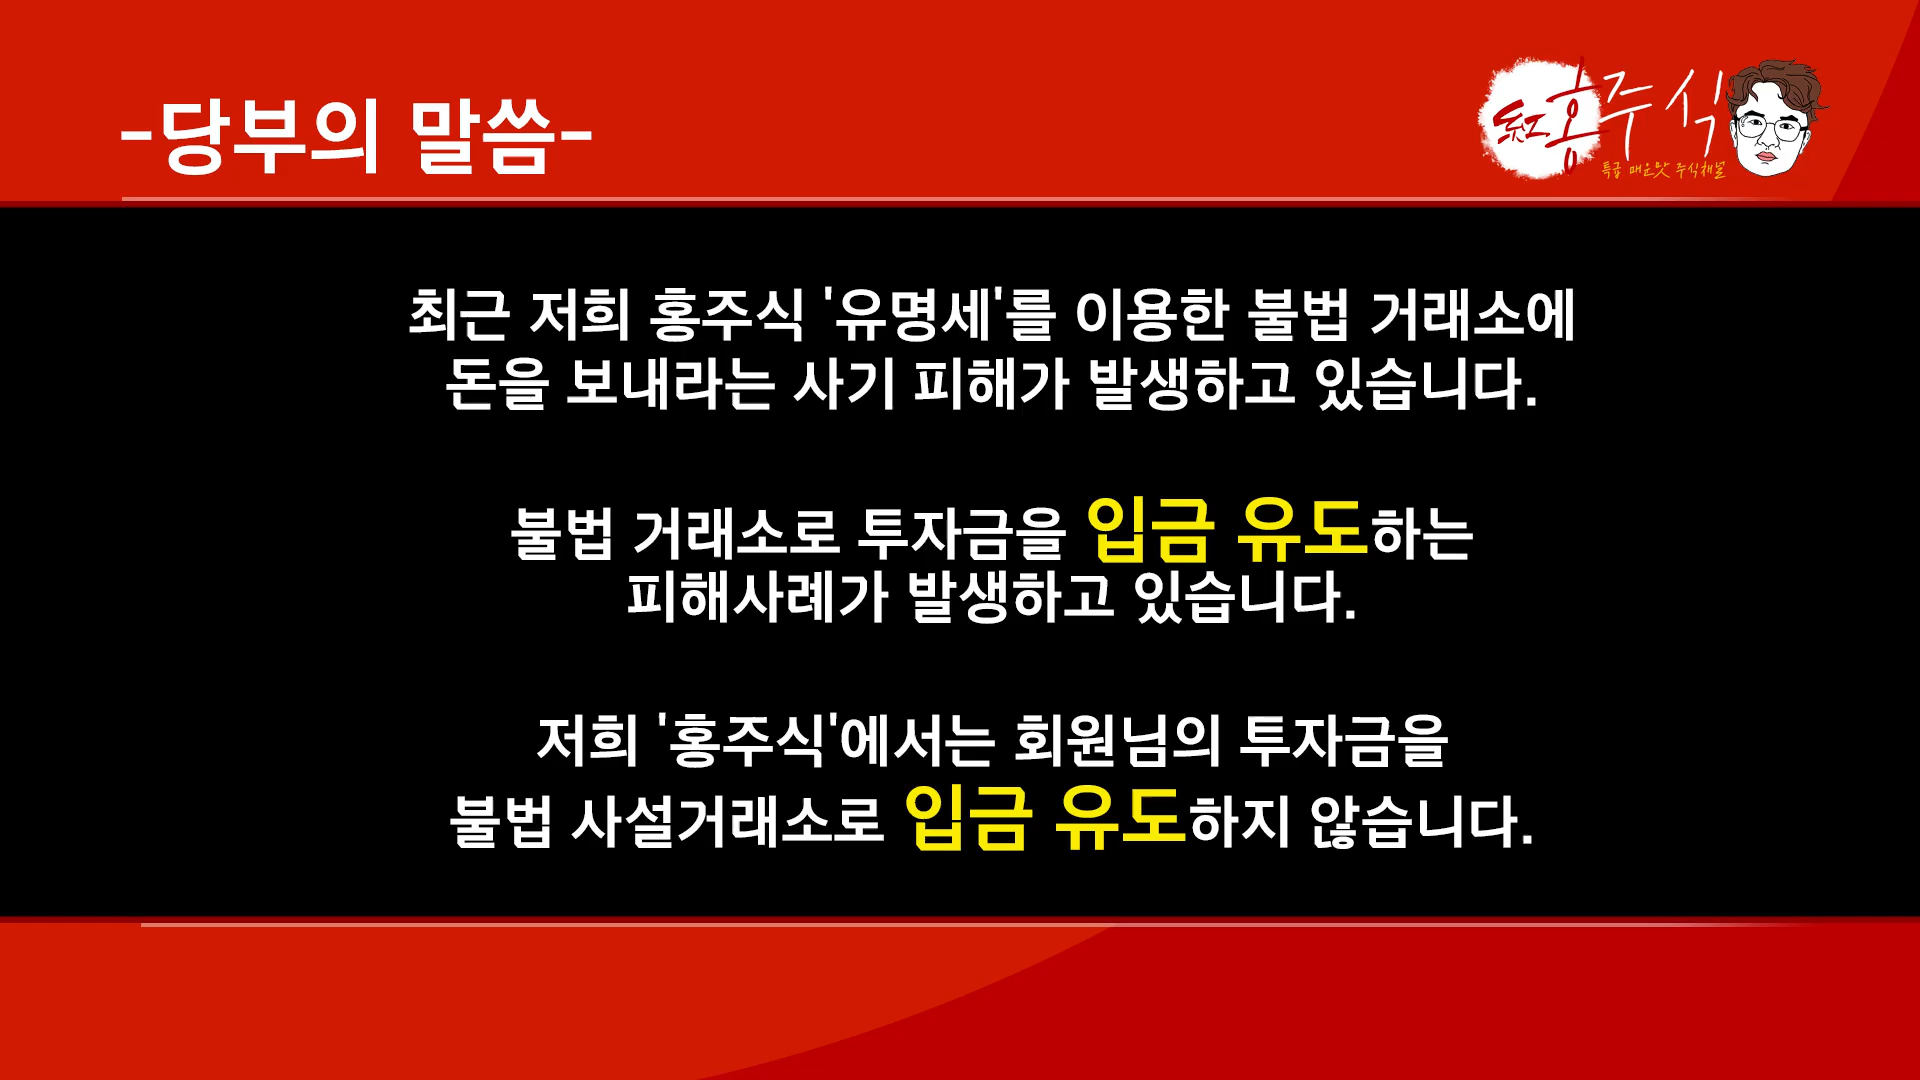 -당부의 말씀-
紅홍주식
특급 매운맛 주식채널
최근 저희 홍주식 '유명세'를 이용한 불법 거래소에
돈을 보내라는 사기 피해가 발생하고 있습니다.
불법 거래소로 투자금을 입금 유도하는
피해사례가 발생하고 있습니다.
저희 '홍주식'에서는 회원님의 투자금을
불법 사설거래소로 입금 유도하지 않습니다.